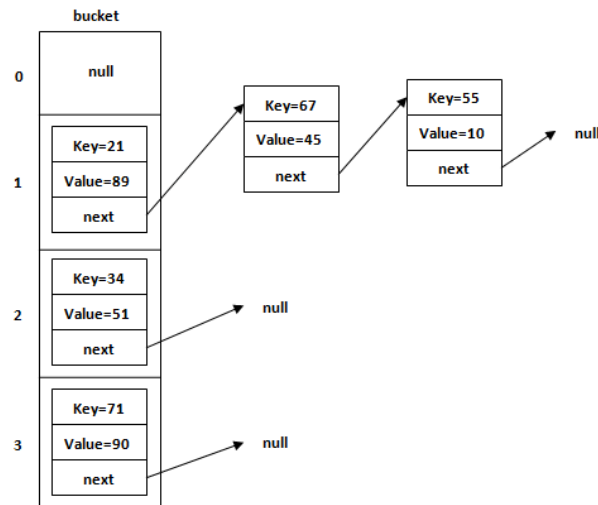 bucket
0
null
1
Key=21
Value=89
next
Key=67
Value=45
next
Key=55
Value=10
next
null
2
Key=34
Value=51
next
null
3
Key=71
Value=90
next
null